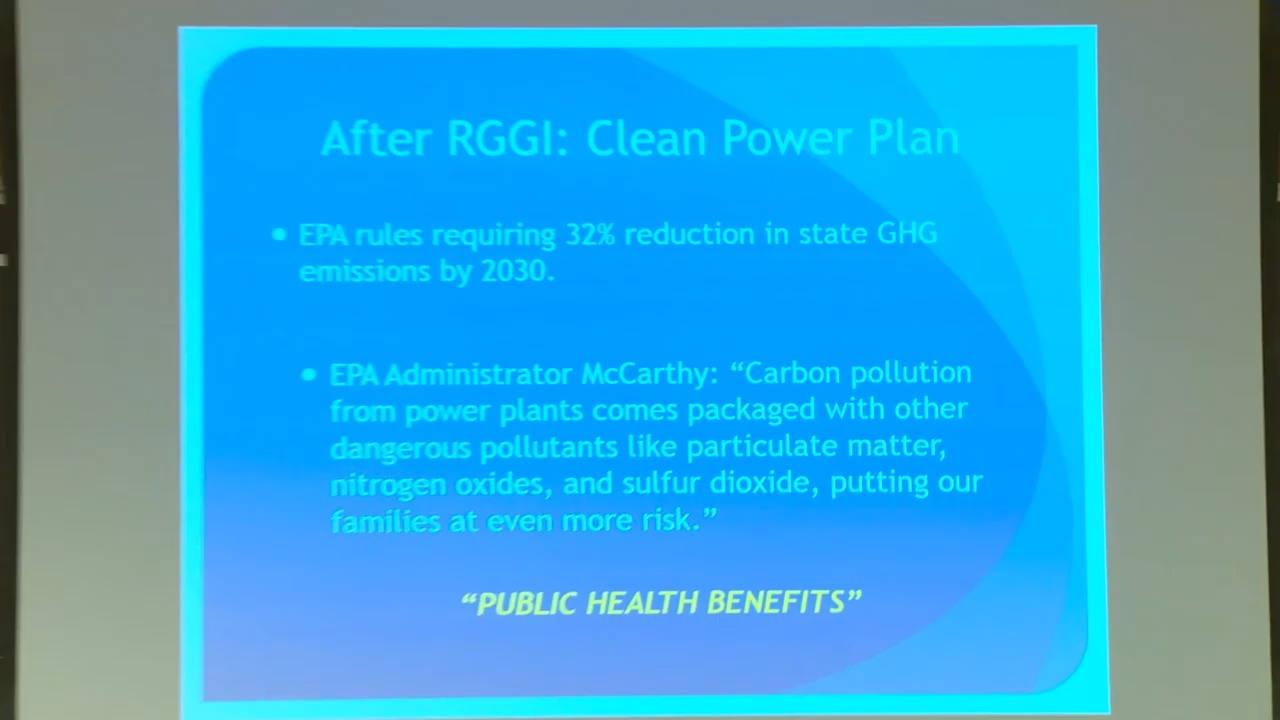 After RGGI: Clean Power Plan
• EPA rules requiring 32% reduction in state GHG
emissions by 2030.
• EPA Administrator McCarthy: “Carbon pollution
from power plants comes packaged with other
dangerous pollutants like particulate matter,
nitrogen oxides, and sulfur dioxide, putting our
families at even more risk.”
“PUBLIC HEALTH BENEFITS”